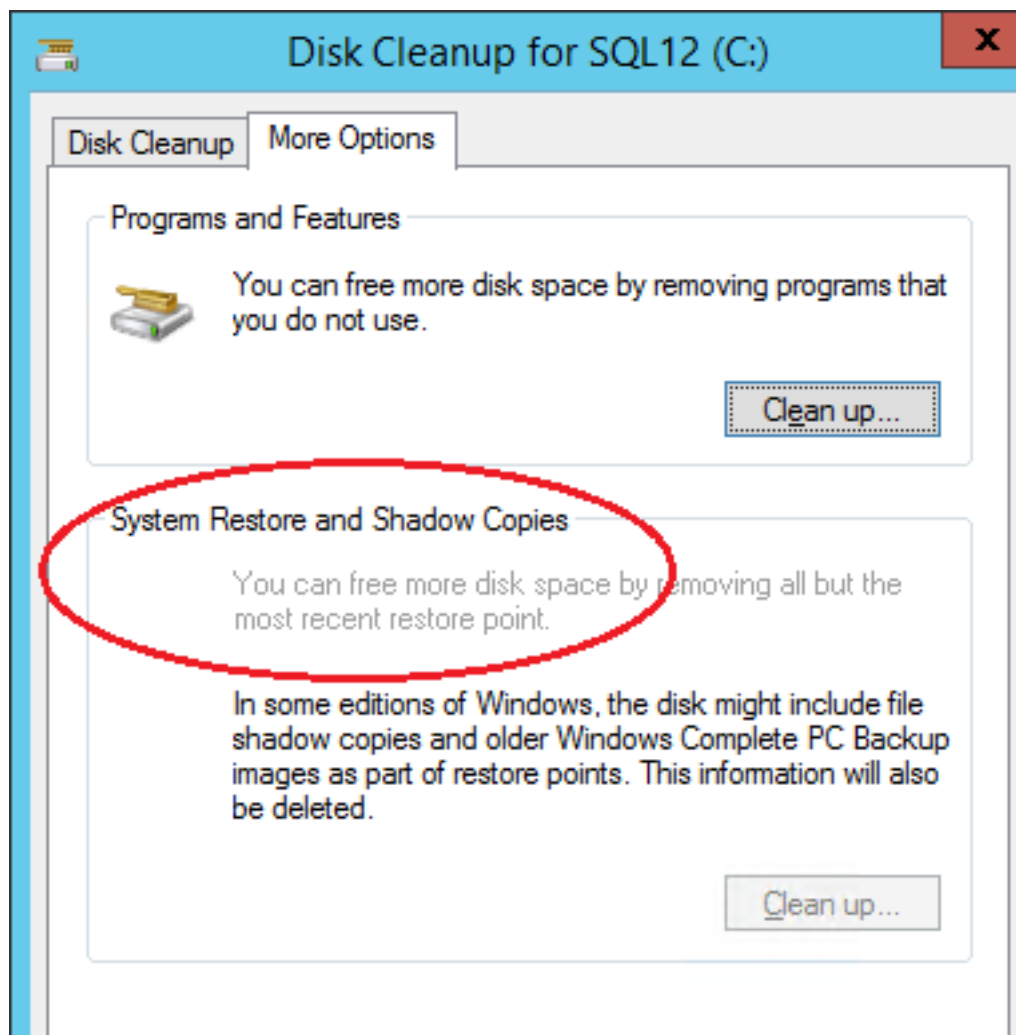 Disk Cleanup for SQL12 (C:)
x
Disk Cleanup
More Options
Programs and Features
You can free more disk space by removing programs that
you do not use.
Clean up...
System Restore and Shadow Copies
You can free more disk space by removing all but the
most recent restore point.
In some editions of Windows, the disk might include file
shadow copies and older Windows Complete PC Backup
images as part of restore points. This information will also
be deleted.
Clean up...